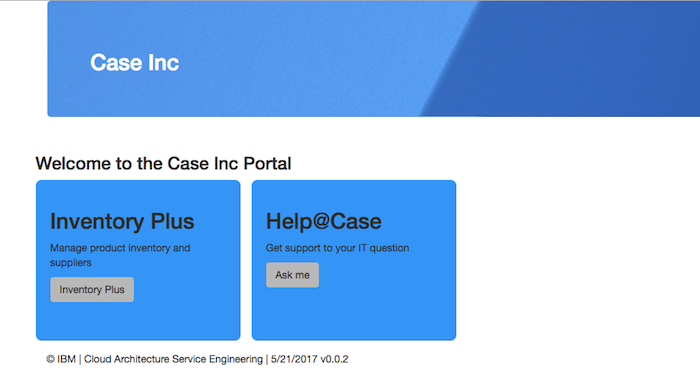 Case Inc
Welcome to the Case Inc Portal
Inventory Plus
Manage product inventory and
suppliers
Inventory Plus
Help@Case
Get support to your IT question
Ask me
© IBM | Cloud Architecture Service Engineering | 5/21/2017 v0.0.2